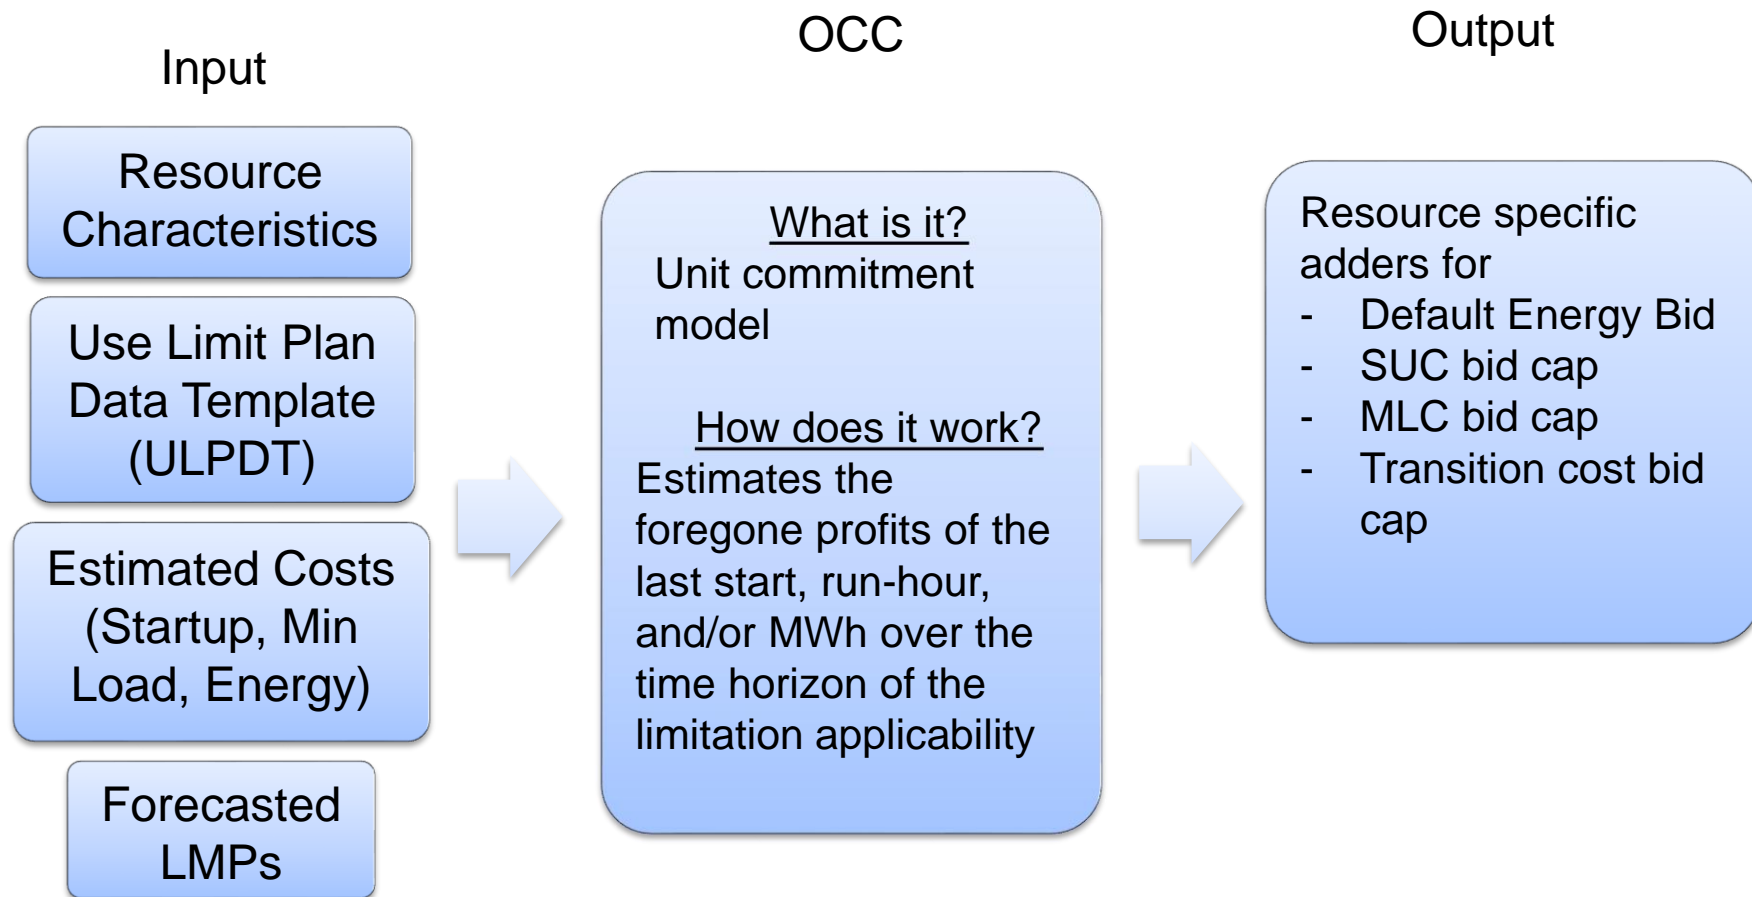 Input
Resource
Characteristics
Use Limit Plan
Data Template
(ULPDT)
Estimated Costs
(Startup, Min
Load, Energy)
Forecasted
LMPs
OCC
What is it?
Unit commitment
model
How does it work?
Estimates the
foregone profits of the
last start, run-hour,
and/or MWh over the
time horizon of the
limitation applicability
Output
Resource specific
adders for
- Default Energy Bid
- SUC bid cap
- MLC bid cap
- Transition cost bid
cap